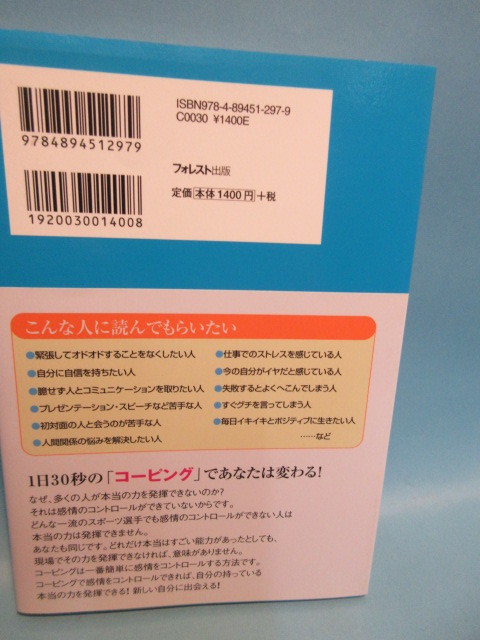 ISBN978-4-89451-297-9
C0030 ¥1400E
9784894512979
フォレスト出版
定価 本体1400円 +税
1920030014008
こんな人に読んでもらいたい
●緊張してオドオドすることをなくしたい人
●自分に自信を持ちたい人
●臆せず人とコミュニケーションを取りたい人
●プレゼンテーション・スピーチなど苦手な人
●初対面の人と会うのが苦手な人
●人間関係の悩みを解決したい人
●仕事でのストレスを感じている人
●今の自分がイヤだと感じている人
●失敗するとよくへこんでしまう人
●すぐグチを言ってしまう人
●毎日イキイキとポジティブに生きたい人
……など
1日30秒の「コーピング」であなたは変わる!
なぜ、多くの人が本当の力を発揮できないのか?
それは感情のコントロールができていないからです。
どんな一流のスポーツ選手でも感情のコントロールができない人は
本当の力は発揮できません。
あなたも同じです。どれだけ本当はすごい能力があったとしても、
現場でその力を発揮できなければ、意味がありません。
コーピングは一番簡単に感情をコントロールする方法です。
コーピングで感情をコントロールできれば、自分の持っている
本当の力を発揮できる! 新しい自分に出会える!